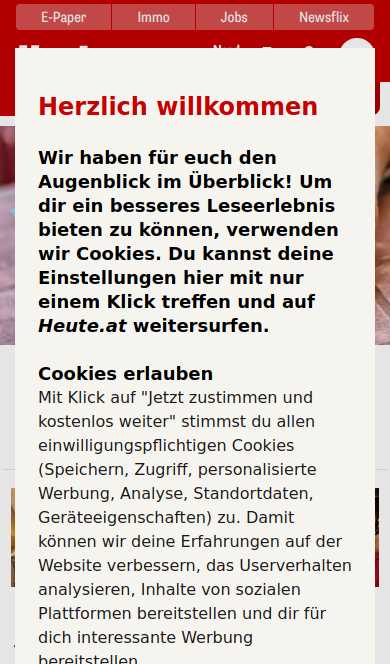 E-Paper Immo Jobs Newsflix
Herzlich willkommen
Wir haben für euch den
Augenblick im Überblick! Um
dir ein besseres Leseerlebnis
bieten zu können, verwenden
wir Cookies. Du kannst deine
Einstellungen hier mit nur
einem Klick treffen und auf
Heute.at weitersurfen.
Cookies erlauben
Mit Klick auf "Jetzt zustimmen und
kostenlos weiter" stimmst du allen
einwilligungspflichtigen Cookies
(Speichern, Zugriff, personalisierte
Werbung, Analyse, Standortdaten,
Geräteeigenschaften) zu. Damit
können wir deine Erfahrungen auf der
Website verbessern, das Userverhalten
analysieren, Inhalte von sozialen
Plattformen bereitstellen und dir für
dich interessante Werbung
bereitstellen